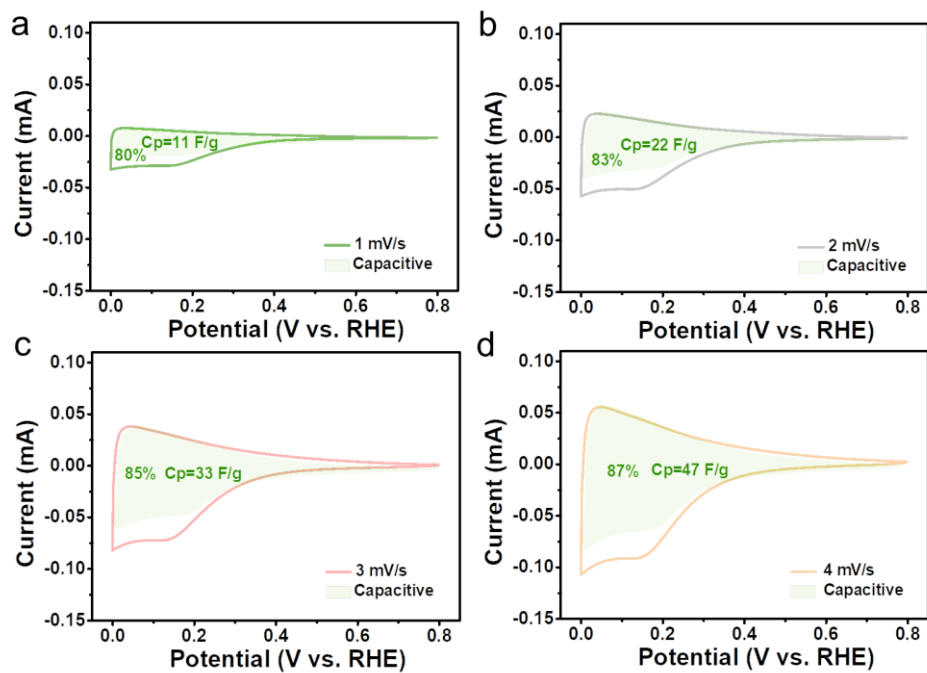 a
0.10
0.05
0.00
-0.05
-0.10
-0.15
Current (mA)
Cp=11 F/g
80%
1 mV/s
Capacitive
0.0 0.2 0.4 0.6 0.8
Potential (V vs. RHE)
b
0.10
0.05
0.00
-0.05
-0.10
-0.15
Current (mA)
Cp=22 F/g
83%
2 mV/s
Capacitive
0.0 0.2 0.4 0.6 0.8
Potential (V vs. RHE)
c
0.10
0.05
0.00
-0.05
-0.10
-0.15
Current (mA)
85% Cp=33 F/g
3 mV/s
Capacitive
0.0 0.2 0.4 0.6 0.8
Potential (V vs. RHE)
d
0.10
0.05
0.00
-0.05
-0.10
-0.15
Current (mA)
87% Cp=47 F/g
4 mV/s
Capacitive
0.0 0.2 0.4 0.6 0.8
Potential (V vs. RHE)